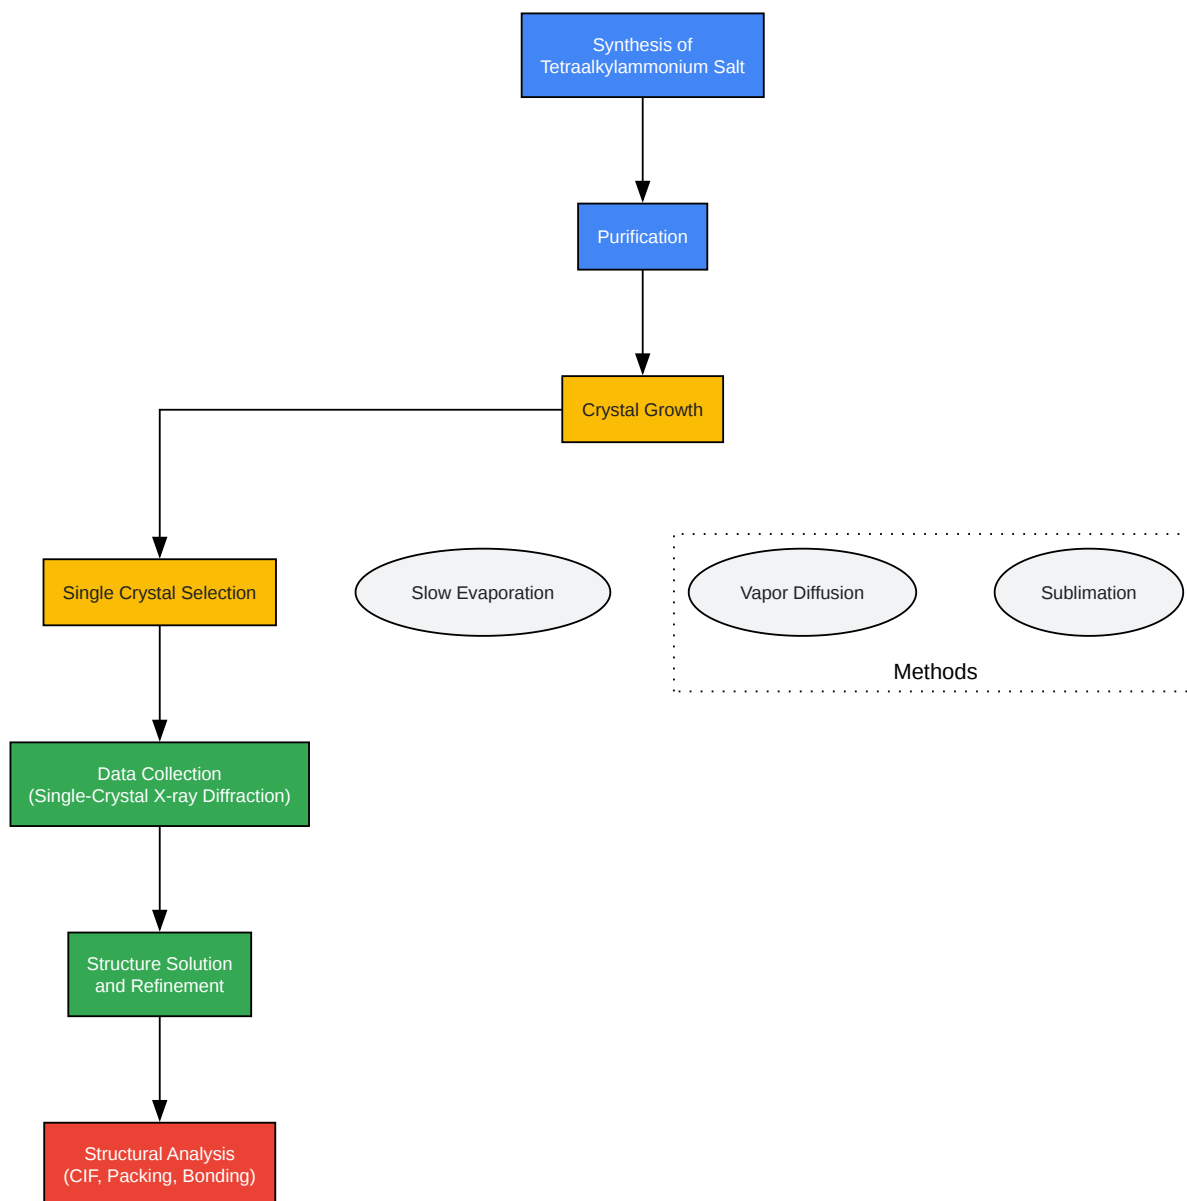 Synthesis of
Tetraalkylammonium Salt
Purification
Crystal Growth
Single Crystal Selection
Slow Evaporation
Vapor Diffusion
Sublimation
Methods
Data Collection
(Single-Crystal X-ray Diffraction)
Structure Solution
and Refinement
Structural Analysis
(CIF, Packing, Bonding)